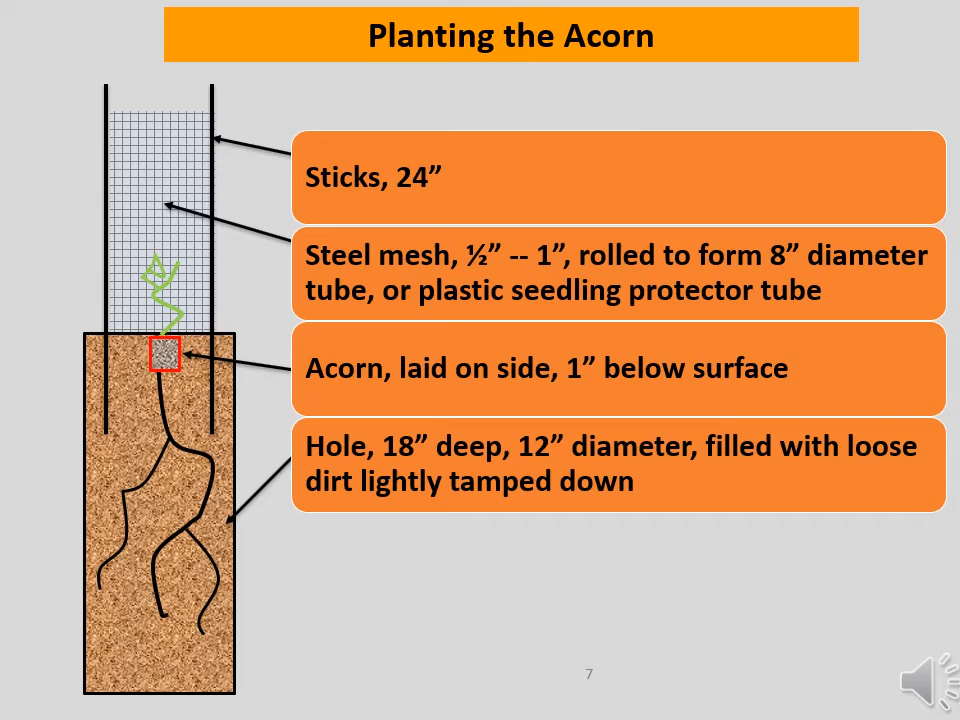 Planting the Acorn
Sticks, 24”
Steel mesh, ½” -- 1”, rolled to form 8” diameter
tube, or plastic seedling protector tube
Acorn, laid on side, 1” below surface
Hole, 18” deep, 12” diameter, filled with loose
dirt lightly tamped down
7